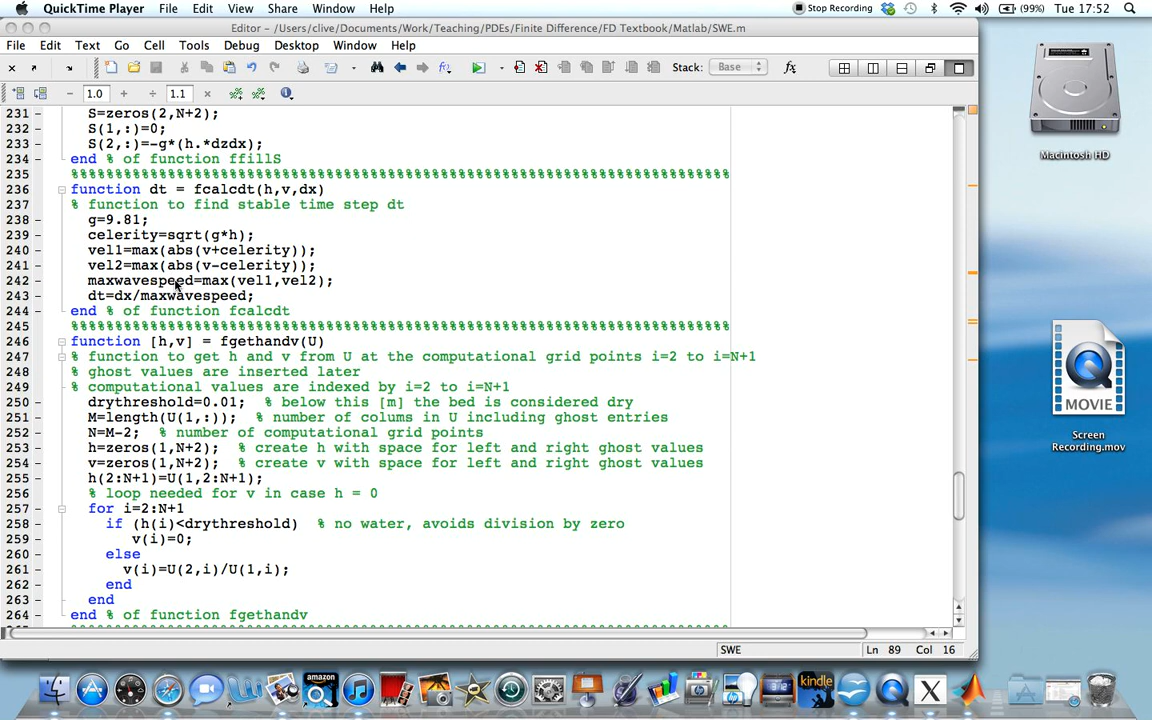 QuickTime Player File Edit View Window Help Stop Recording (99%) Tue 17:52
Editor – /Users/clive/Documents/Work/Teaching/PDEs/Finite Difference/FD Textbook/Matlab/SWE.m
File Edit Text Go Cell Tools Debug Desktop Window Help
Stack: Base fx
− 1.0 + ÷ 1.1 ×
231 – S=zeros(2,N+2);
232 – S(1,:)=0;
233 – S(2,:)=-g*(h.*dzdx);
234 – end % of function ffillS
235 %%%%%%%%%%%%%%%%%%%%%%%%%%%%%%%%%%%%%%%%%%%%%%%%%%%%%%%%%%%%%%%%%%%%%%%%%%%
236 – function dt = fcalcdt(h,v,dx)
237 – % function to find stable time step dt
238 – g=9.81;
239 – celerity=sqrt(g*h);
240 – vel1=max(abs(v+celerity));
241 – vel2=max(abs(v-celerity));
242 – maxwavespeed=max(vel1,vel2);
243 – dt=dx/maxwavespeed;
244 – end % of function fcalcdt
245 %%%%%%%%%%%%%%%%%%%%%%%%%%%%%%%%%%%%%%%%%%%%%%%%%%%%%%%%%%%%%%%%%%%%%%%%%%%
246 – function [h,v] = fgethandv(U)
247 – % function to get h and v from U at the computational grid points i=2 to i=N+1
248 – % ghost values are inserted later
249 – % computational values are indexed by i=2 to i=N+1
250 – drythreshold=0.01; % below this [m] the bed is considered dry
251 – M=length(U(1,:)); % number of colums in U including ghost entries
252 – N=M-2; % number of computational grid points
253 – h=zeros(1,N+2); % create h with space for left and right ghost values
254 – v=zeros(1,N+2); % create v with space for left and right ghost values
255 – h(2:N+1)=U(1,2:N+1);
256 – % loop needed for v in case h = 0
257 – for i=2:N+1
258 – if (h(i)<drythreshold) % no water, avoids division by zero
259 – v(i)=0;
260 – else
261 – v(i)=U(2,i)/U(1,i);
262 – end
263 – end
264 – end % of function fgethandv
SWE Ln 89 Col 16
Macintosh HD
MOVIE
Screen
Recording.mov
amazon
kindle
X